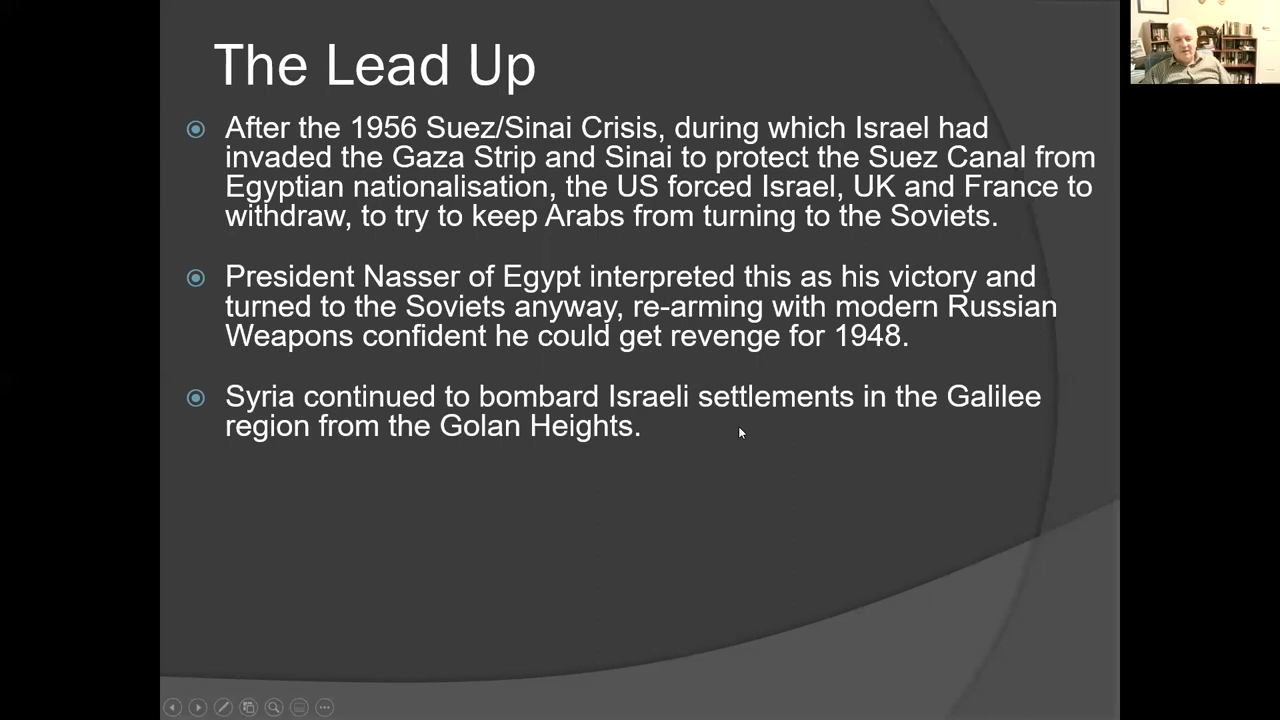 The Lead Up
After the 1956 Suez/Sinai Crisis, during which Israel had
invaded the Gaza Strip and Sinai to protect the Suez Canal from
Egyptian nationalisation, the US forced Israel, UK and France to
withdraw, to try to keep Arabs from turning to the Soviets.
President Nasser of Egypt interpreted this as his victory and
turned to the Soviets anyway, re-arming with modern Russian
Weapons confident he could get revenge for 1948.
Syria continued to bombard Israeli settlements in the Galilee
region from the Golan Heights.